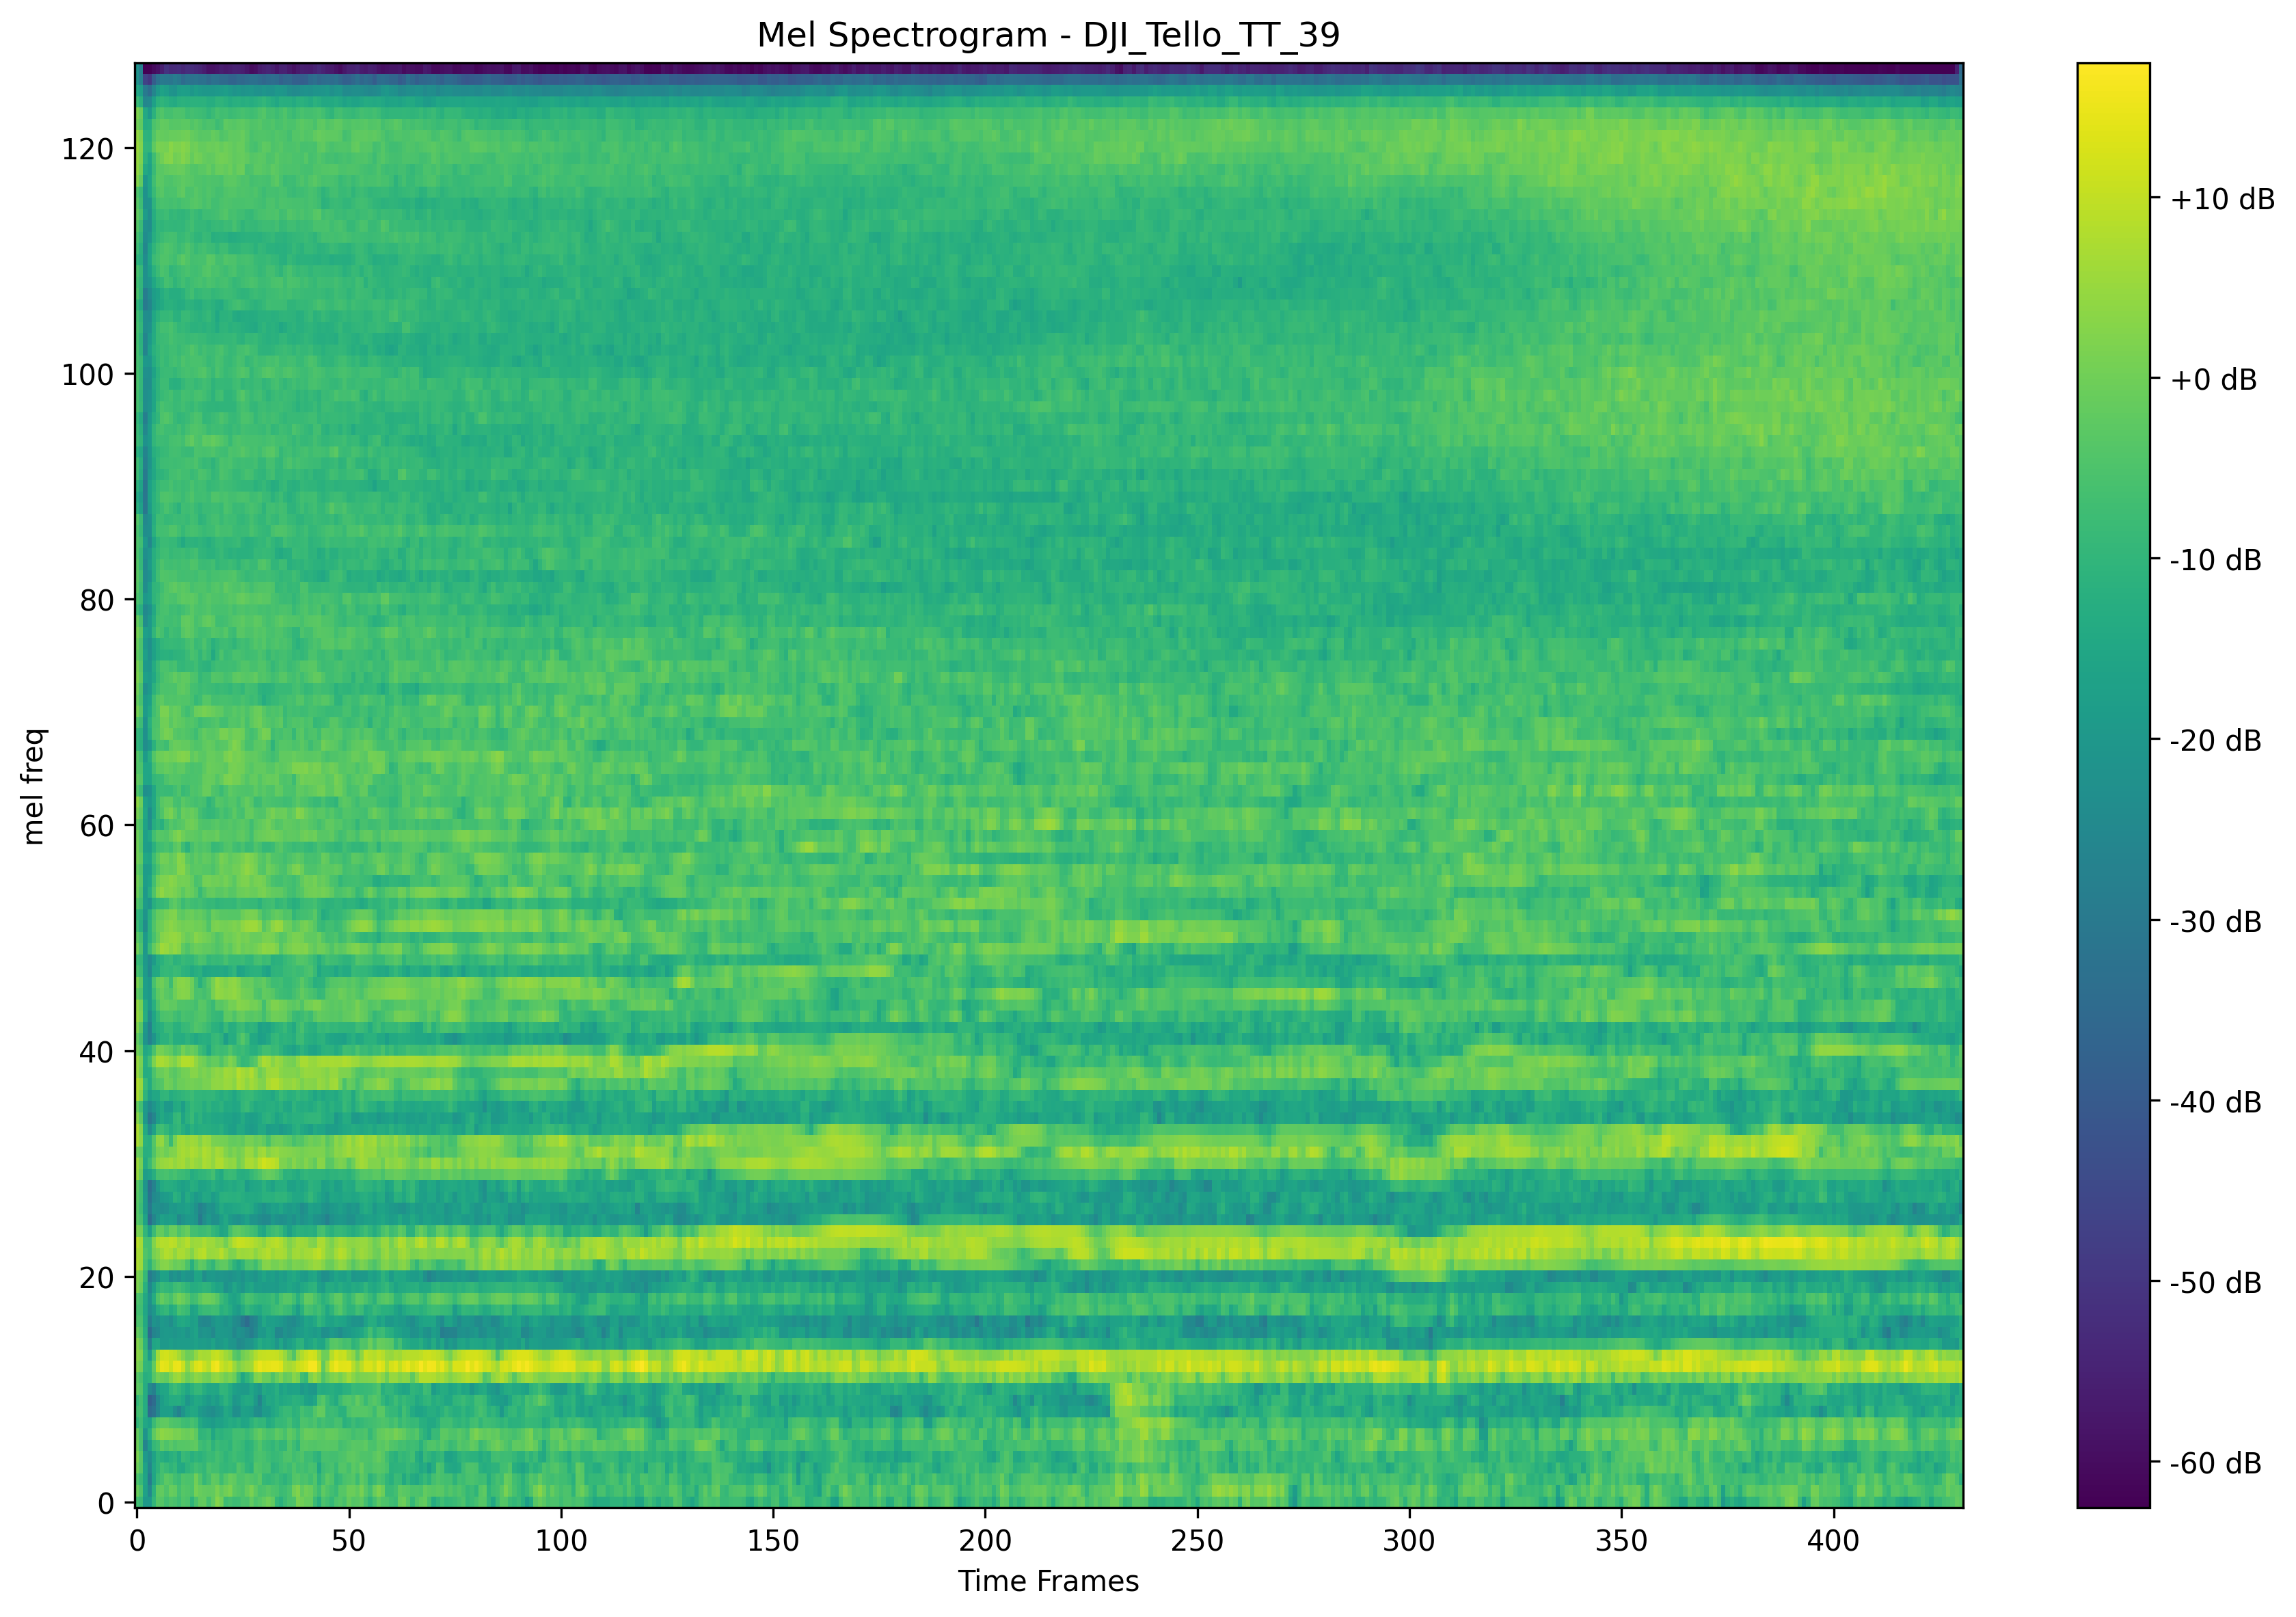 Mel Spectrogram - DJI_Tello_TT_39
120
100
80
60
40
20
0
mel freq
0 50 100 150 200 250 300 350 400
Time Frames
+10 dB
+0 dB
-10 dB
-20 dB
-30 dB
-40 dB
-50 dB
-60 dB